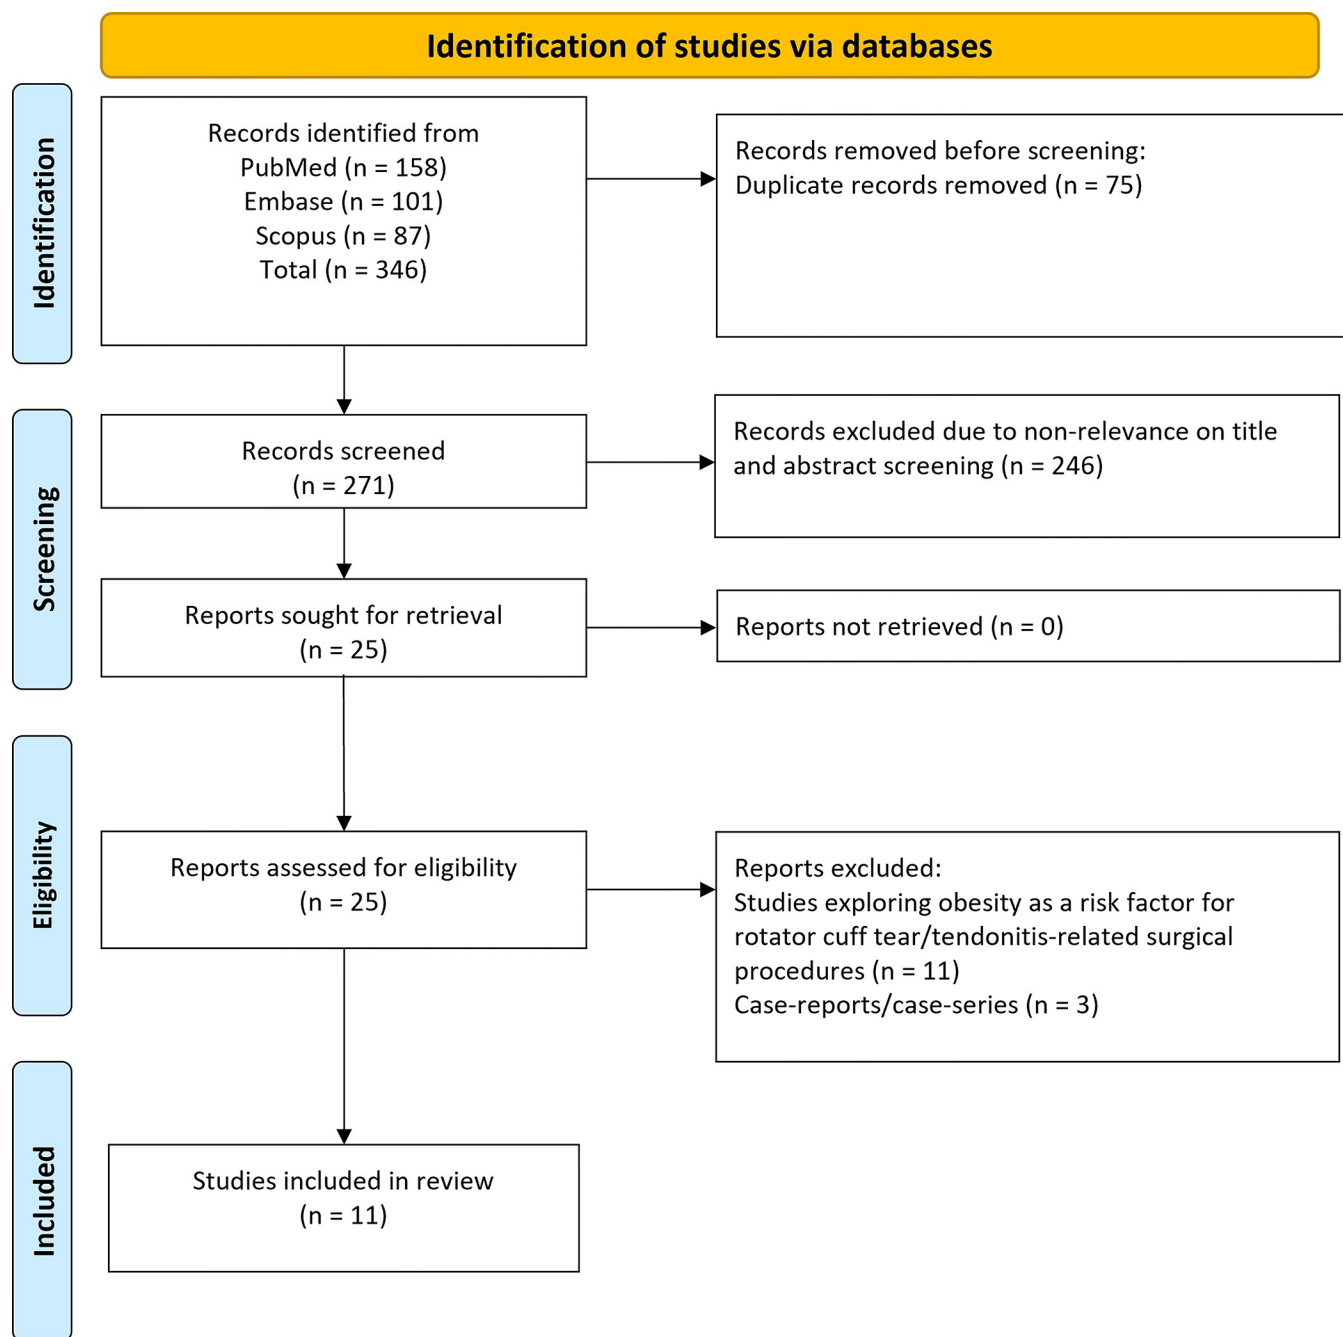 Identification of studies via databases
Identification
Records identified from
PubMed (n = 158)
Embase (n = 101)
Scopus (n = 87)
Total (n = 346)
Records removed before screening:
Duplicate records removed (n = 75)
Screening
Records screened
(n = 271)
Records excluded due to non-relevance on title
and abstract screening (n = 246)
Reports sought for retrieval
(n = 25)
Reports not retrieved (n = 0)
Eligibility
Reports assessed for eligibility
(n = 25)
Reports excluded:
Studies exploring obesity as a risk factor for
rotator cuff tear/tendonitis-related surgical
procedures (n = 11)
Case-reports/case-series (n = 3)
Included
Studies included in review
(n = 11)